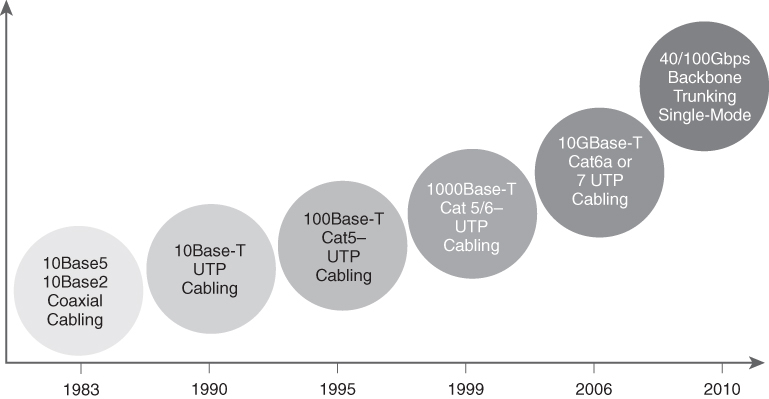 10Base5
10Base2
Coaxial
Cabling
10Base-T
UTP
Cabling
100Base-T
Cat5–
UTP
Cabling
1000Base-T
Cat 5/6–
UTP
Cabling
10GBase-T
Cat6a or
7 UTP
Cabling
40/100Gbps
Backbone
Trunking
Single-Mode
1983
1990
1995
1999
2006
2010